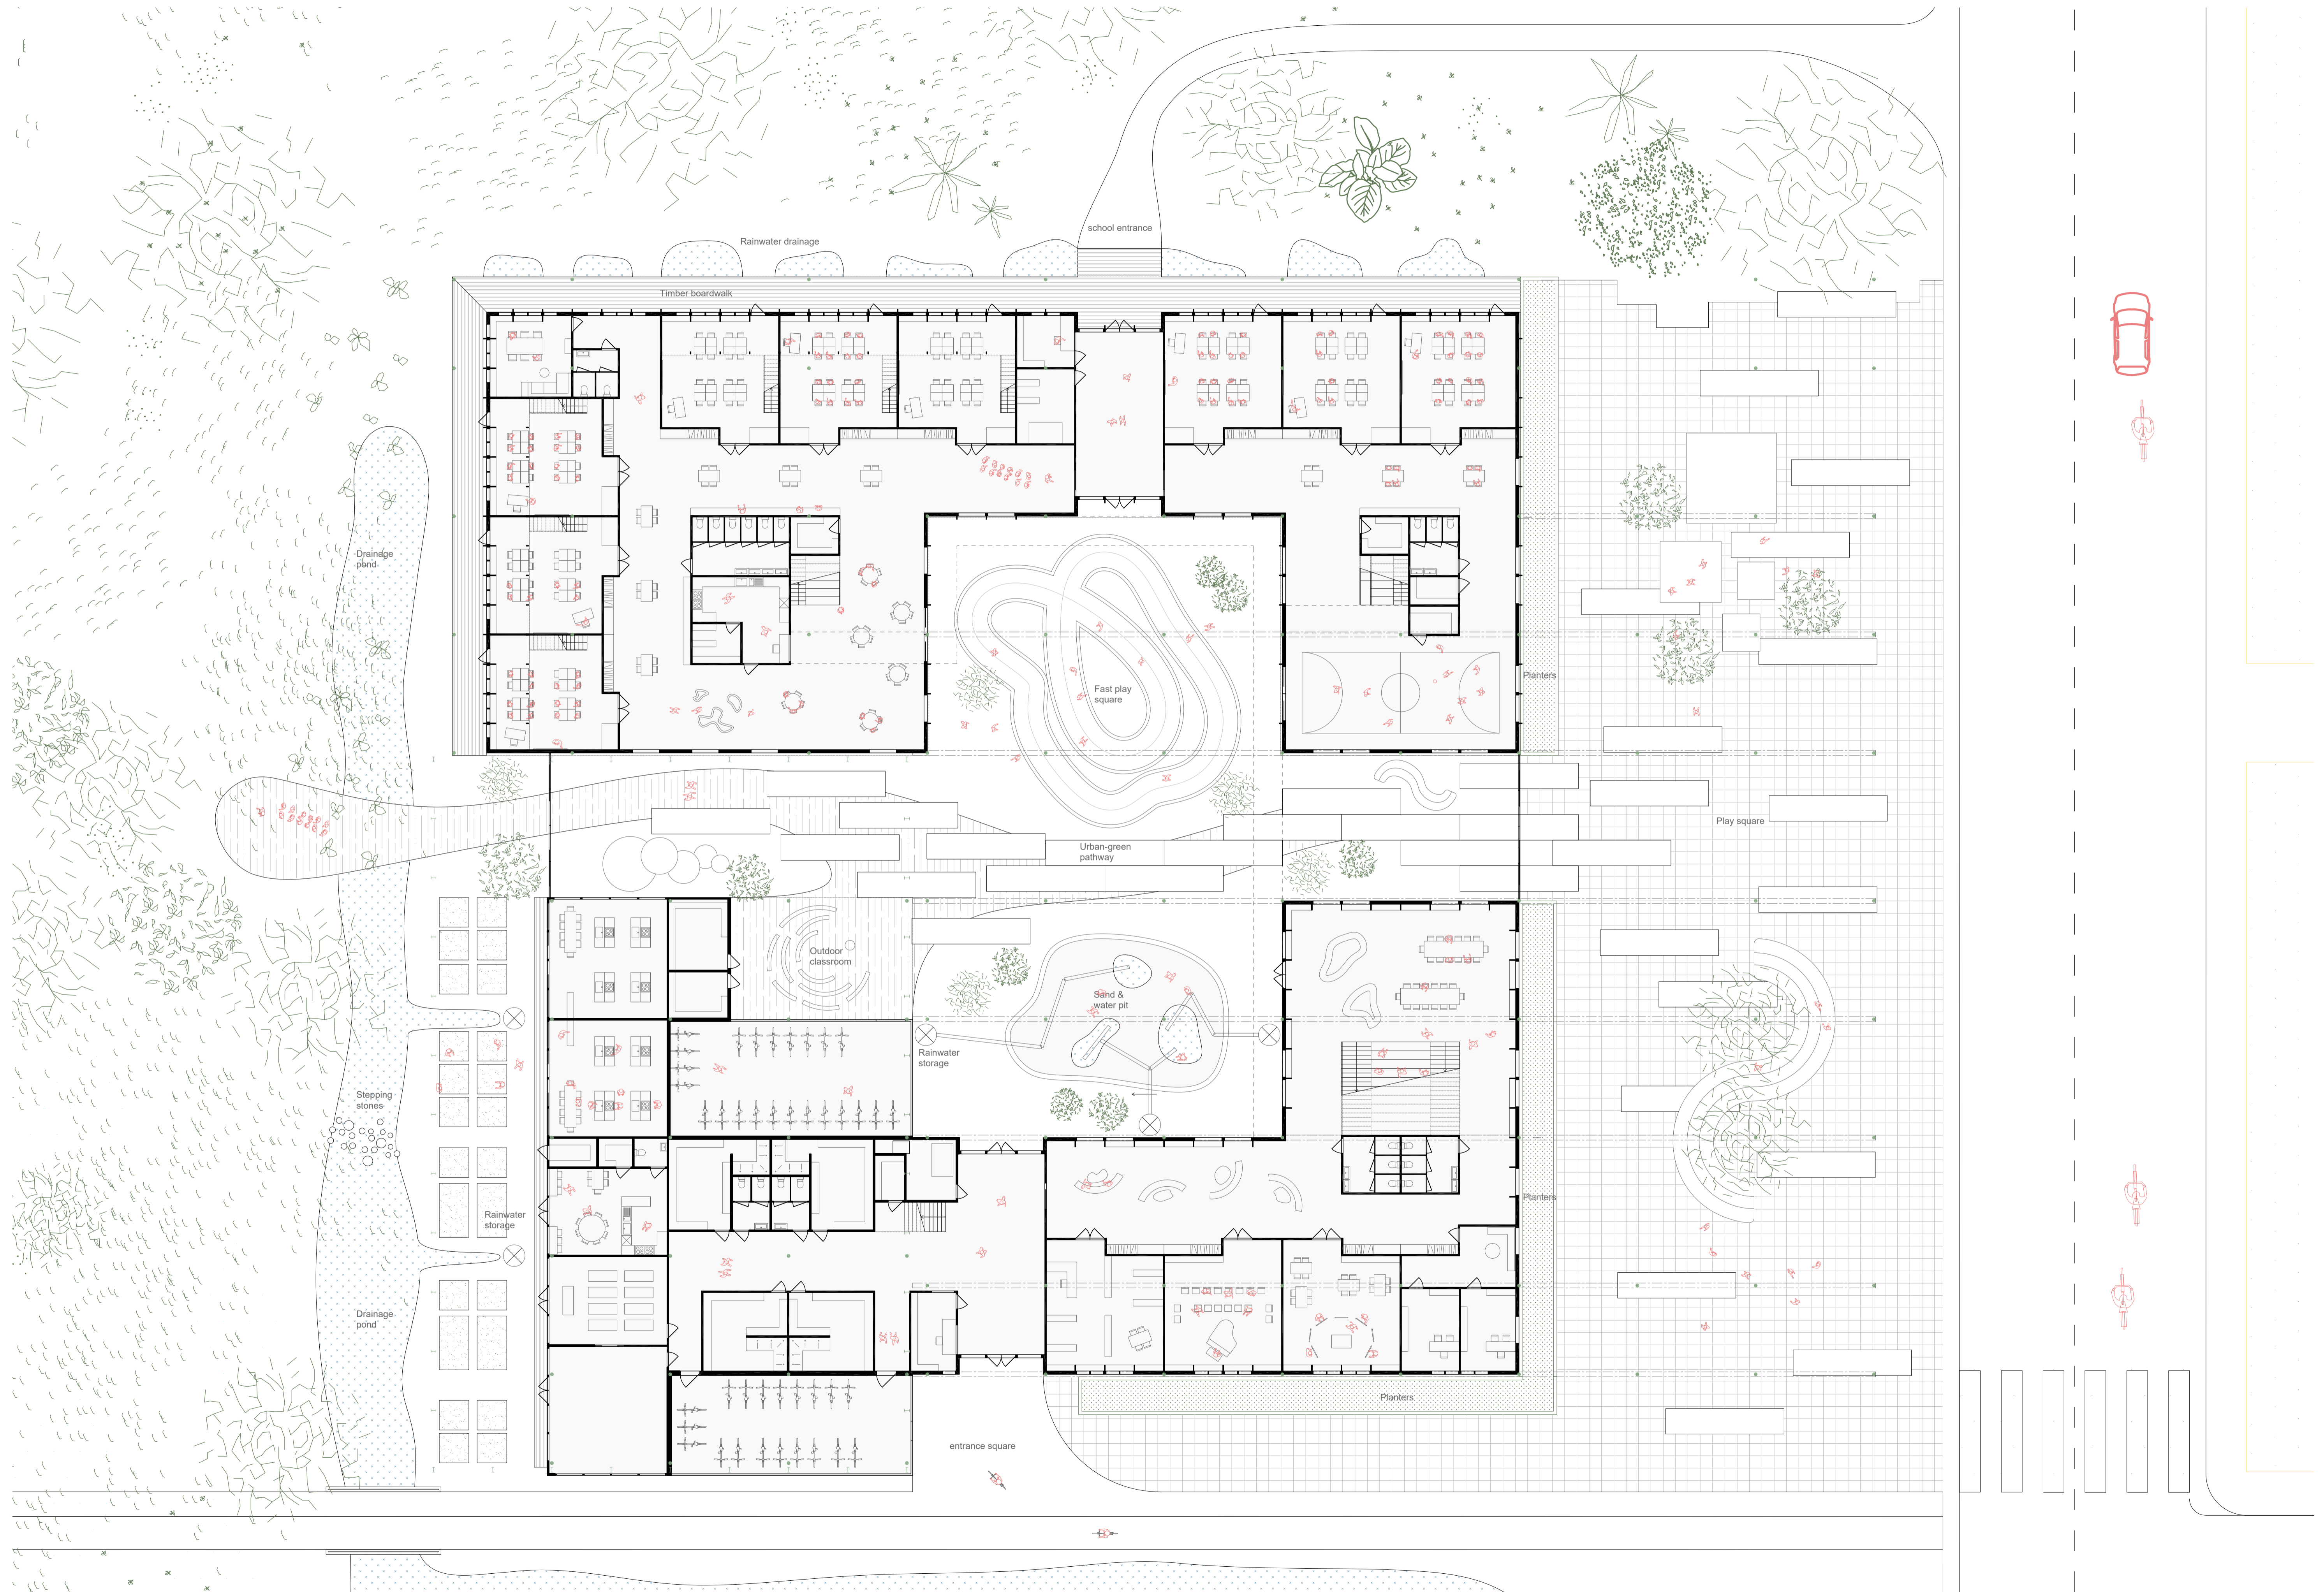 school entrance
Rainwater drainage
Timber boardwalk
Drainage
pond
Planters
Fast play
square
Play square
Urban-green
pathway
Outdoor
classroom
Sand &
water pit
Rainwater
storage
Stepping
stones
Planters
Rainwater
storage
Drainage
pond
Planters
entrance square